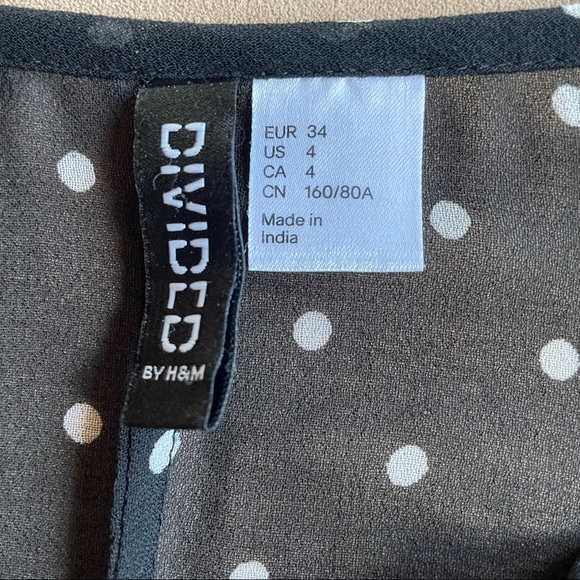 DIVIDED
BY H&M
EUR 34
US 4
CA 4
CN 160/80A
Made in
India